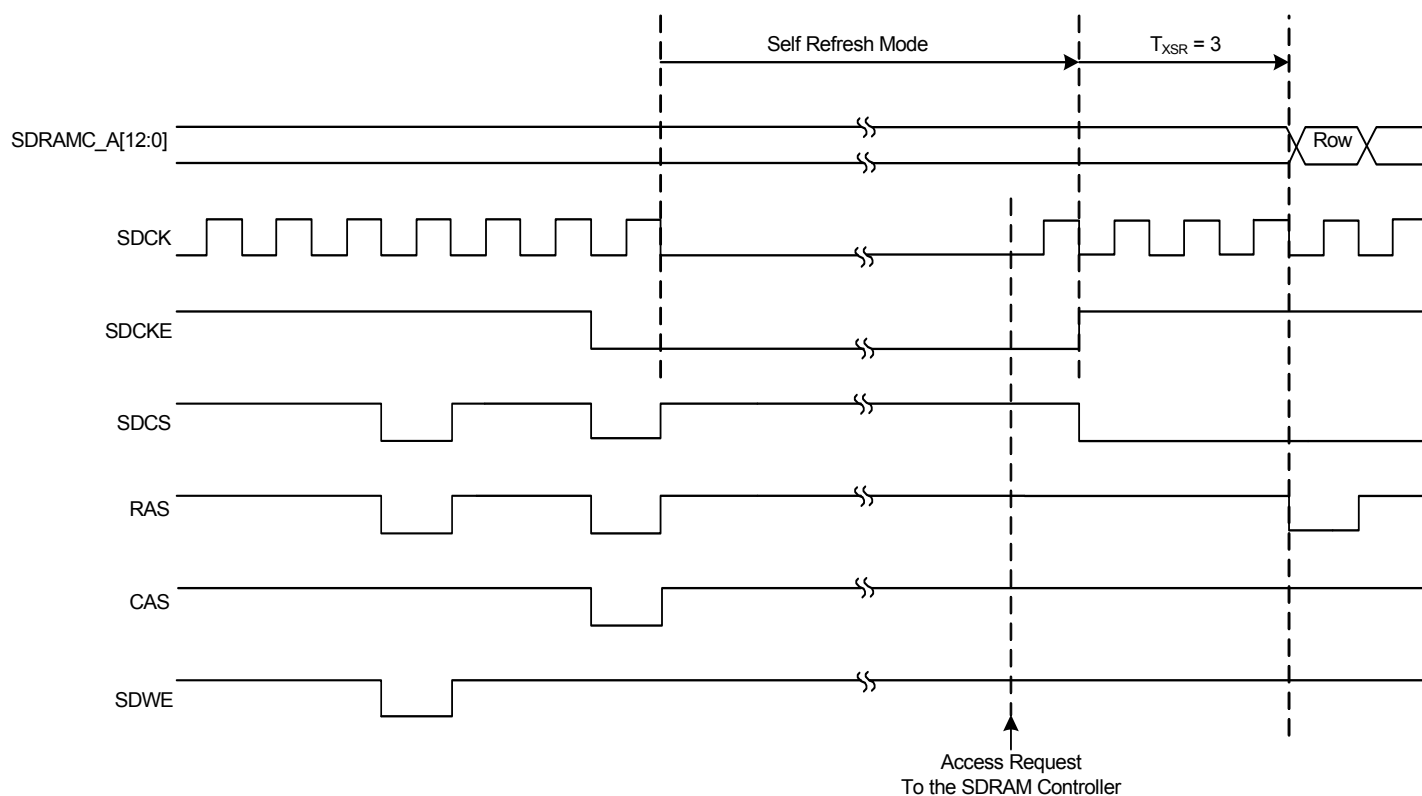 Self Refresh Mode
TXSR = 3
SDRAMC_A[12:0]
Row
SDCK
SDCKE
SDCS
RAS
CAS
SDWE
Access Request
To the SDRAM Controller